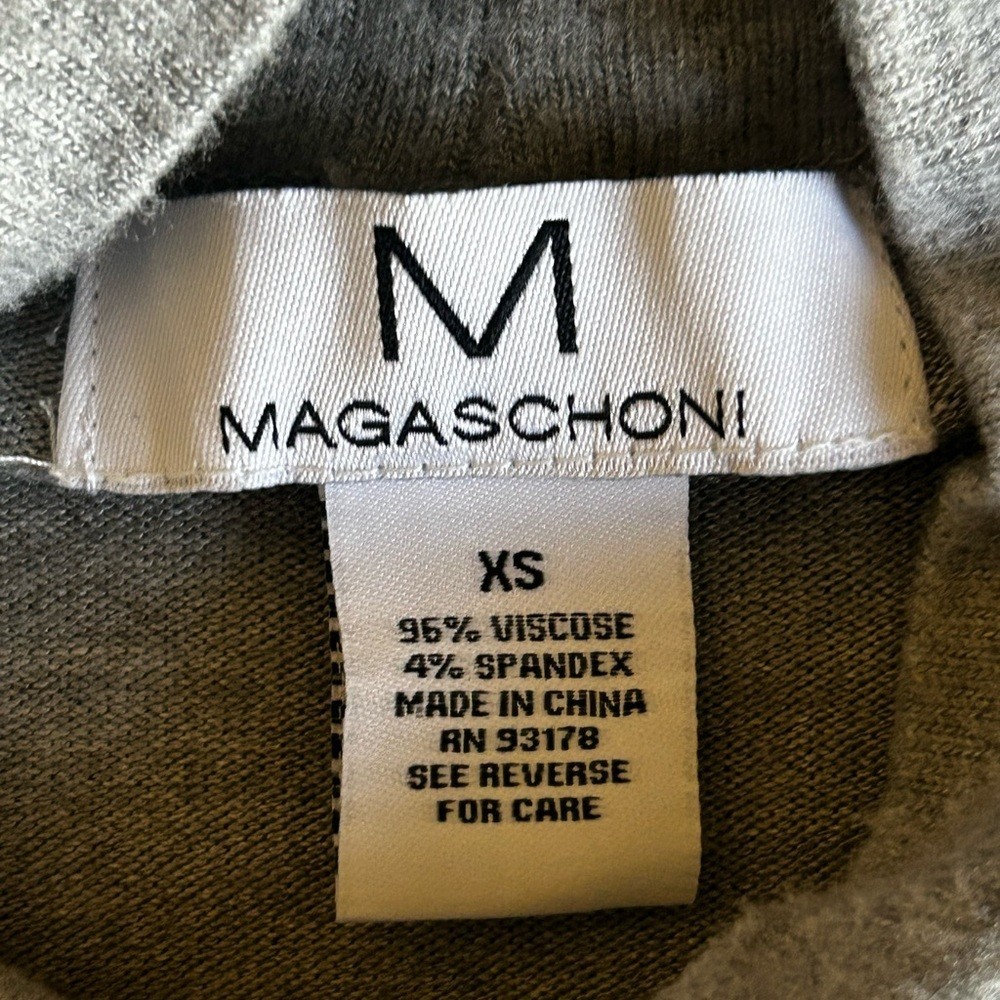 M
MAGASCHONI
XS
96% VISCOSE
4% SPANDEX
MADE IN CHINA
RN 93178
SEE REVERSE
FOR CARE